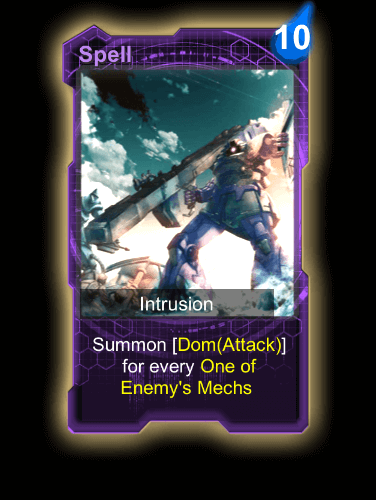 10
Spell
Intrusion
Summon [Dom(Attack)]
for every One of
Enemy's Mechs